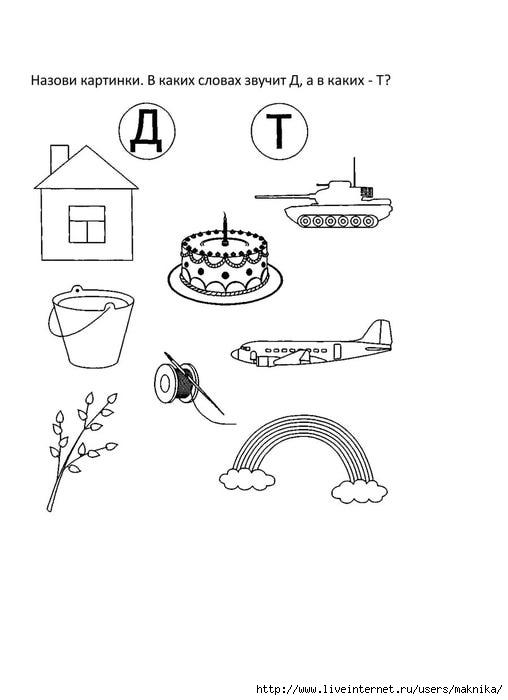 Назови картинки. В каких словах звучит Д, а в каких - Т?
Д Т
http://www.liveinternet.ru/users/maknika/